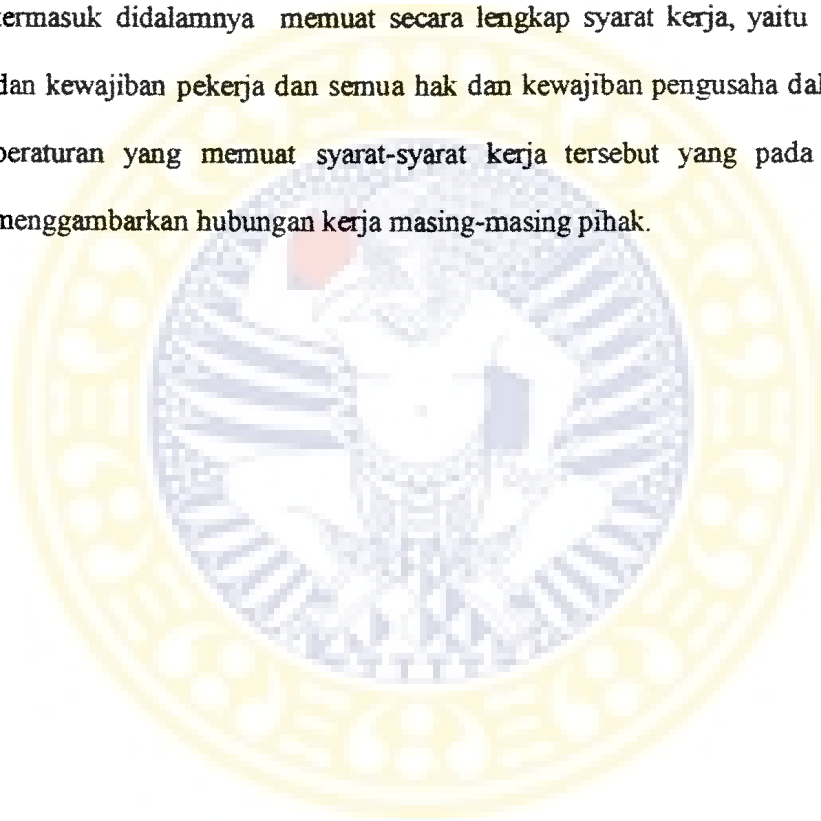 termasuk didalamnya memuat secara lengkap syarat kerja, yaitu
dan kewajiban pekerja dan semua hak dan kewajiban pengusaha dal
peraturan yang memuat syarat-syarat kerja tersebut yang pada
menggambarkan hubungan kerja masing-masing pihak.